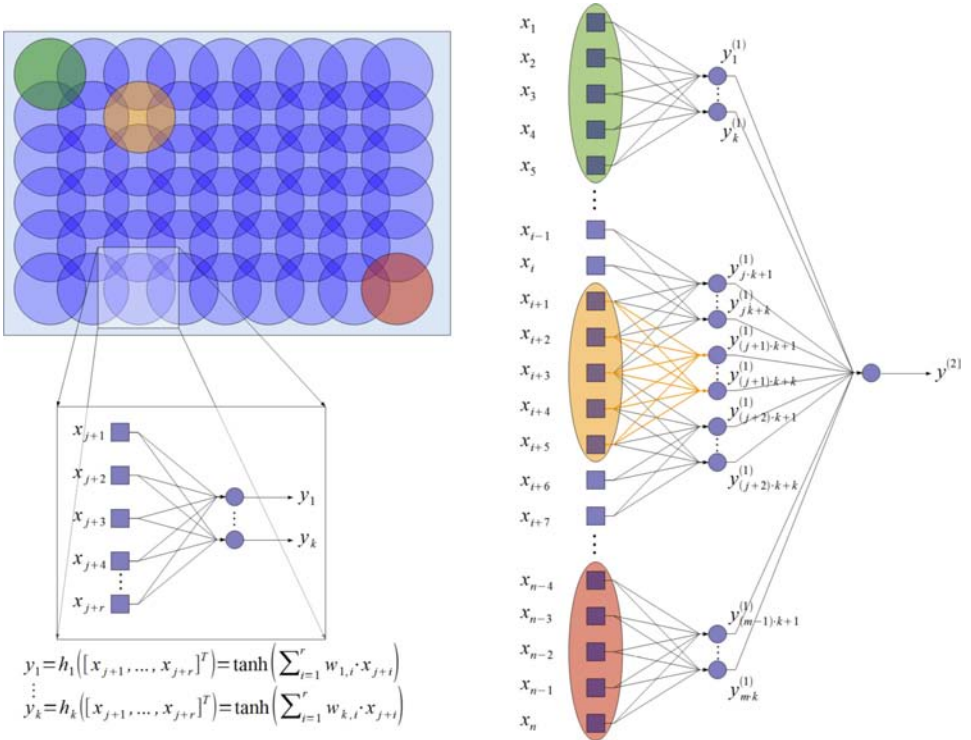 x_{j+1}
x_{j+2}
x_{j+3}
x_{j+4}
⋮
x_{j+r}
y_1
⋮
y_k
y_1=h_1([x_{j+1},...,x_{j+r}]^T)=tanh(∑_{i=1}^r w_{1,i}·x_{j+i})
⋮
y_k=h_k([x_{j+1},...,x_{j+r}]^T)=tanh(∑_{i=1}^r w_{k,i}·x_{j+i})
x_1
x_2
x_3
x_4
x_5
⋮
x_{i-1}
x_i
x_{i+1}
x_{i+2}
x_{i+3}
x_{i+4}
x_{i+5}
x_{i+6}
x_{i+7}
⋮
x_{n-4}
x_{n-3}
x_{n-2}
x_{n-1}
x_n
y_1^{(1)}
⋮
y_k^{(1)}
y_{j·k+1}^{(1)}
⋮
y_{jk+k}^{(1)}
y_{(j+1)·k+1}^{(1)}
⋮
y_{(j+1)·k+k}^{(1)}
y_{(j+2)·k+1}^{(1)}
⋮
y_{(j+2)·k+k}^{(1)}
y_{(m-1)·k+1}^{(1)}
⋮
y_{m·k}^{(1)}
y^{(2)}